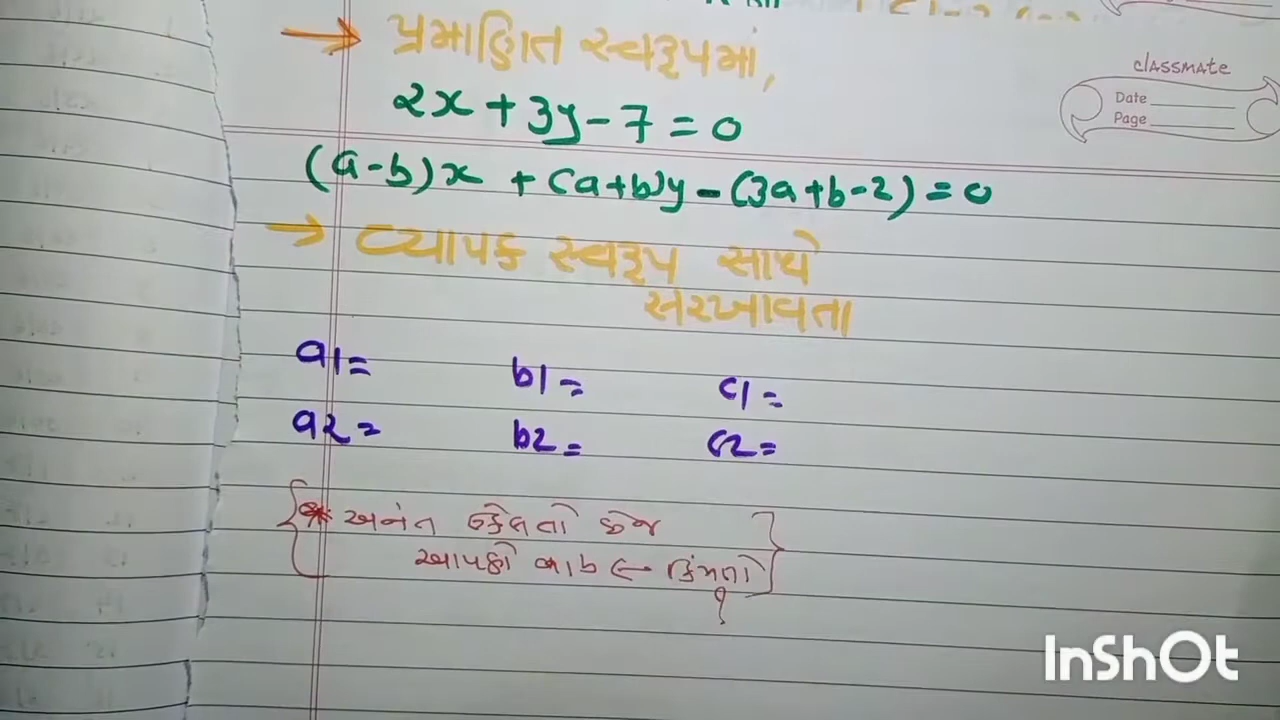 → પ્રમાણિત સ્વરૂપમાં,
classmate
Date
Page
2x + 3y - 7 = 0
(a-b)x + (a+b)y - (3a+b-2) = 0
→ વ્યાપક સ્વરૂપ સાથે
સરખાવતા
a1 = b1 = c1 =
a2 = b2 = c2 =
અનંત ઉકેલતો છેજ
આપણો a, b ← કિંમતો
?
InShOt